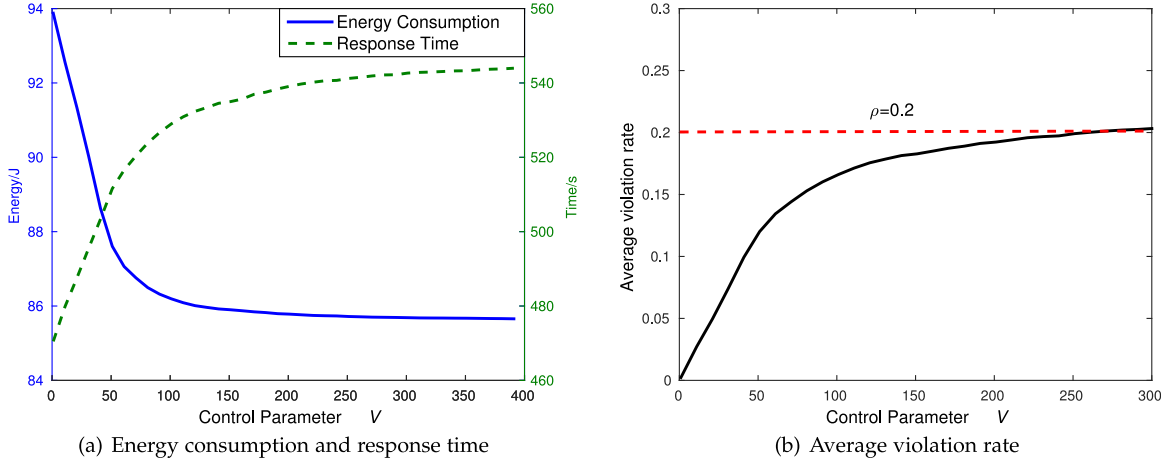 94
92
90
88
86
84
Energy/J
560
540
520
500
480
460
Time/s
Energy Consumption
Response Time
0 50 100 150 200 250 300 350 400
Control Parameter V
(a) Energy consumption and response time
0.3
0.25
0.2
0.15
0.1
0.05
0
Average violation rate
ρ=0.2
0 50 100 150 200 250 300
Control Parameter V
(b) Average violation rate